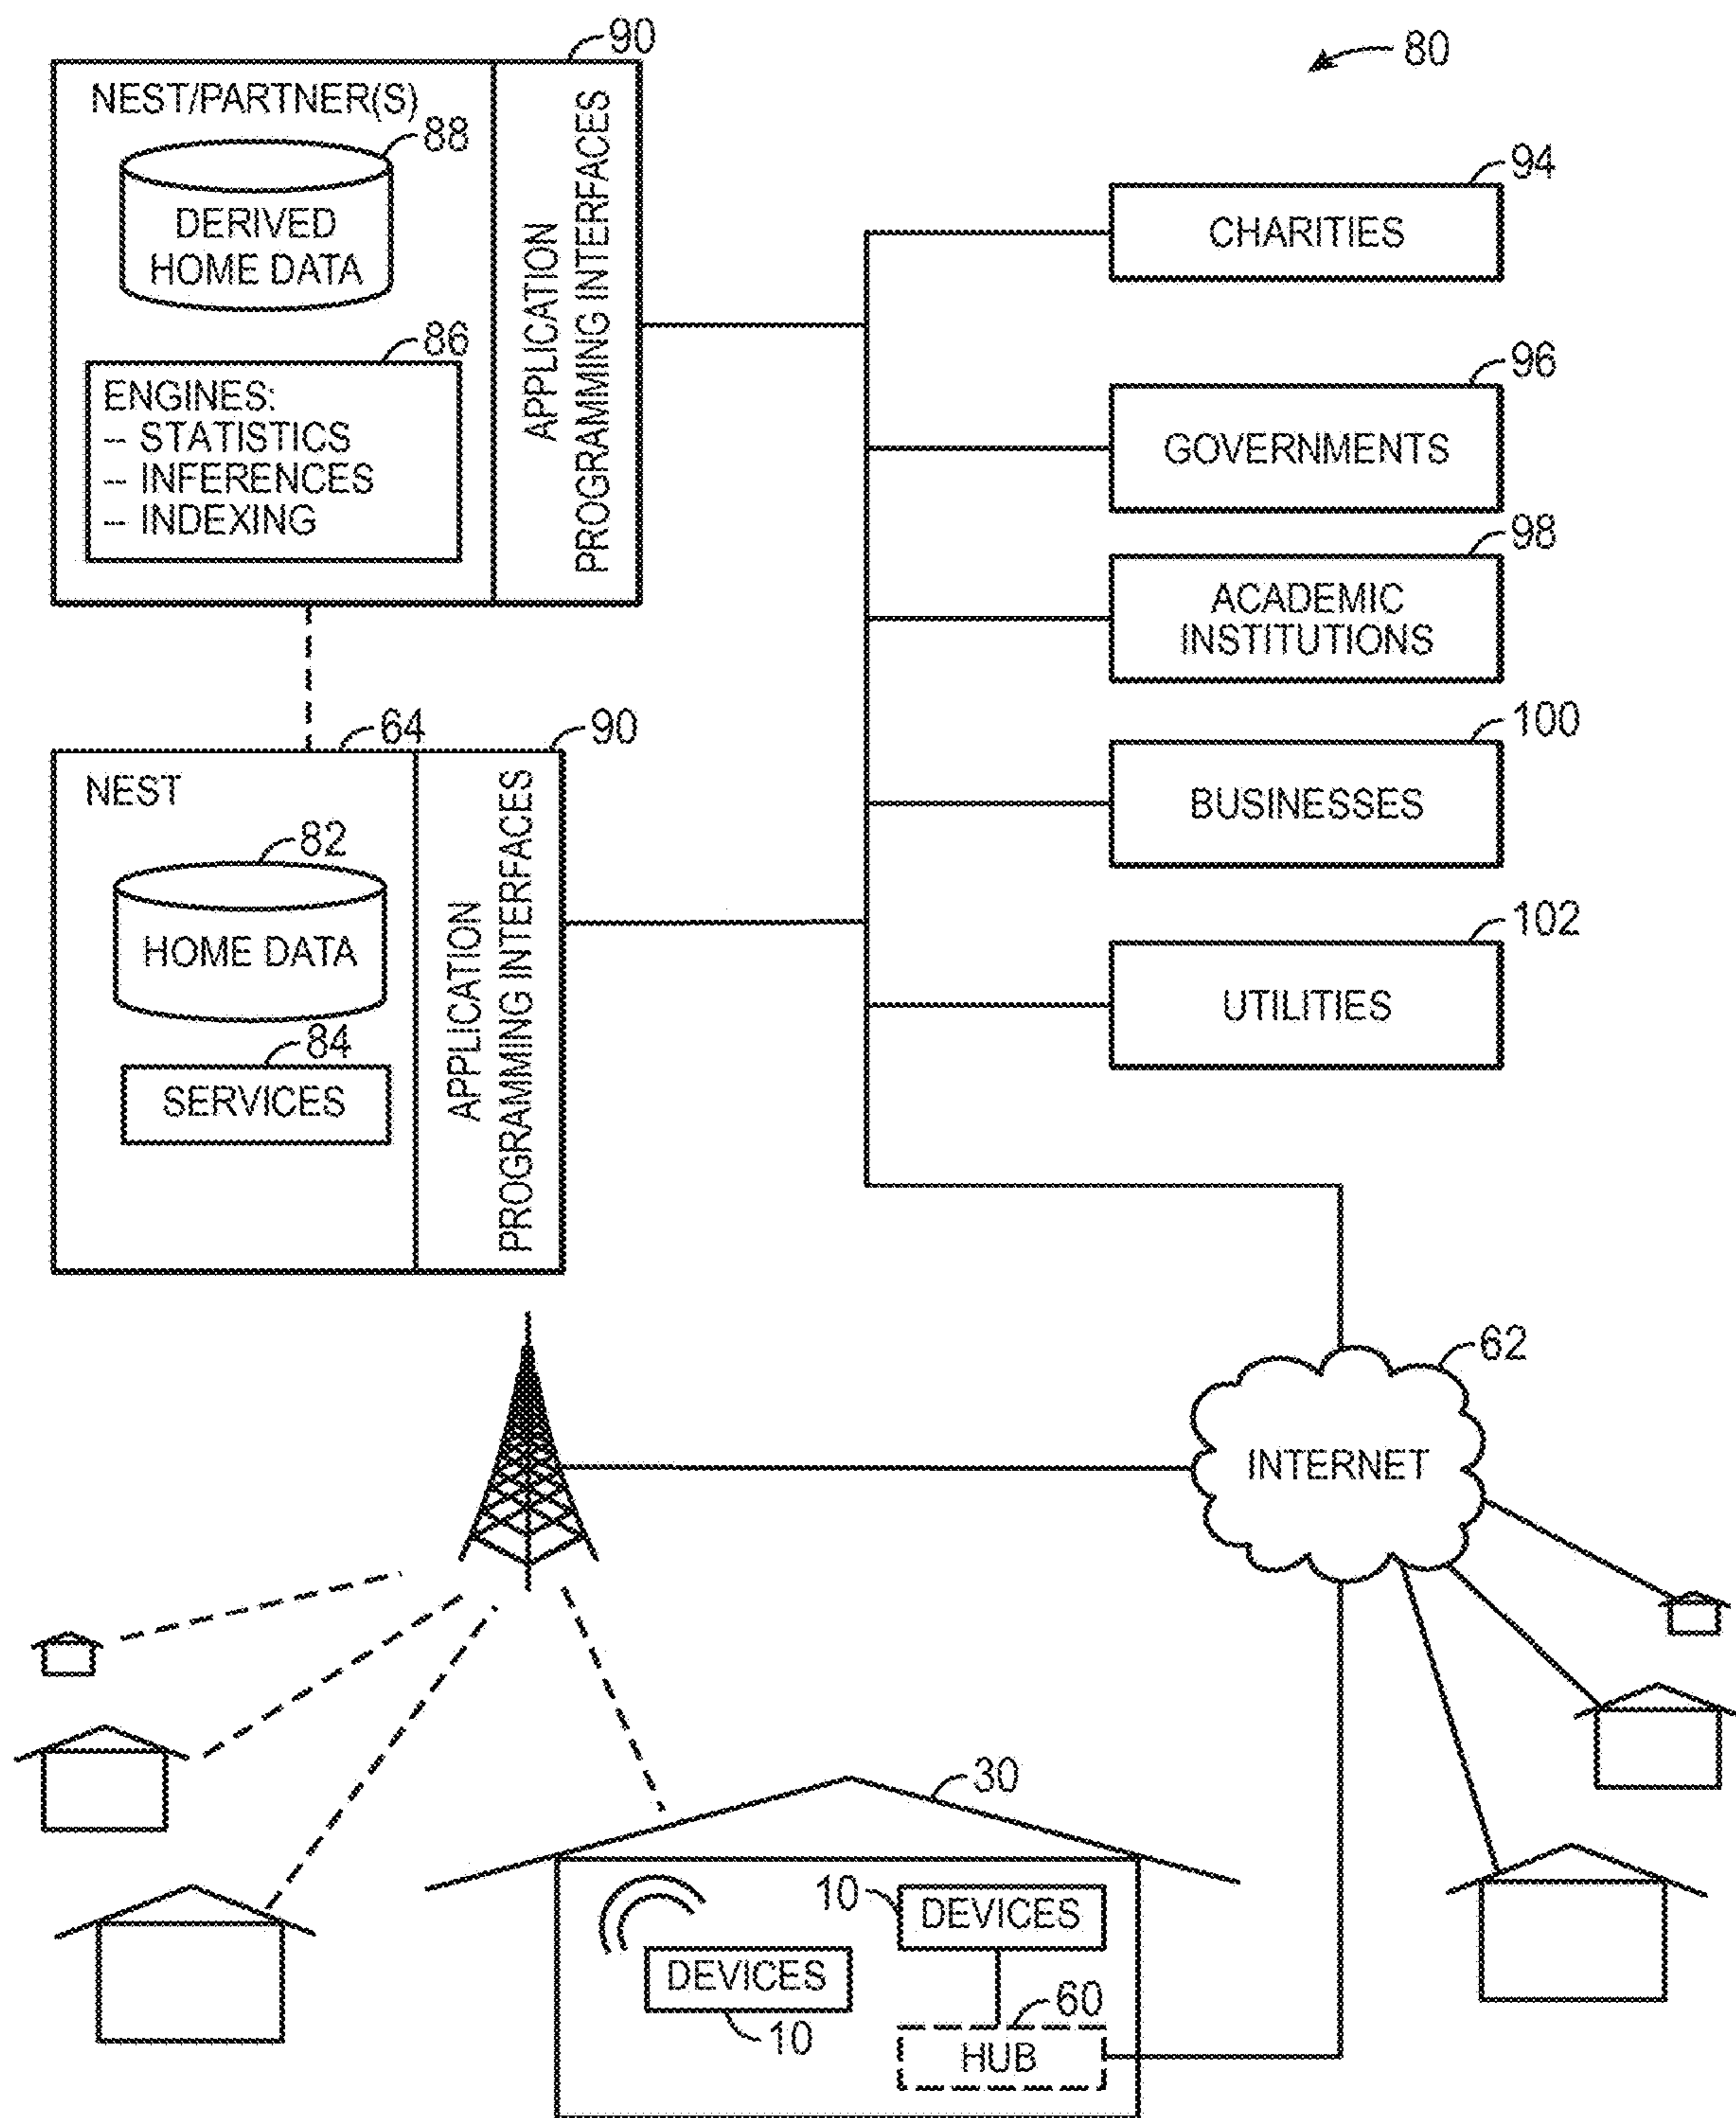 90
80
NEST/PARTNER(S)
88
DERIVED
HOME DATA
86
ENGINES:
-- STATISTICS
-- INFERENCES
-- INDEXING
APPLICATION
PROGRAMMING INTERFACES
94
CHARITIES
96
GOVERNMENTS
98
ACADEMIC
INSTITUTIONS
100
BUSINESSES
102
UTILITIES
64
90
NEST
82
HOME DATA
84
SERVICES
APPLICATION
PROGRAMMING INTERFACES
62
INTERNET
30
10
DEVICES
DEVICES
10
60
HUB